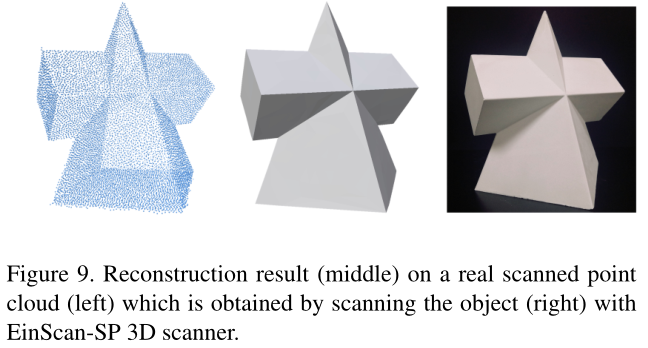 Figure 9. Reconstruction result (middle) on a real scanned point
cloud (left) which is obtained by scanning the object (right) with
EinScan-SP 3D scanner.